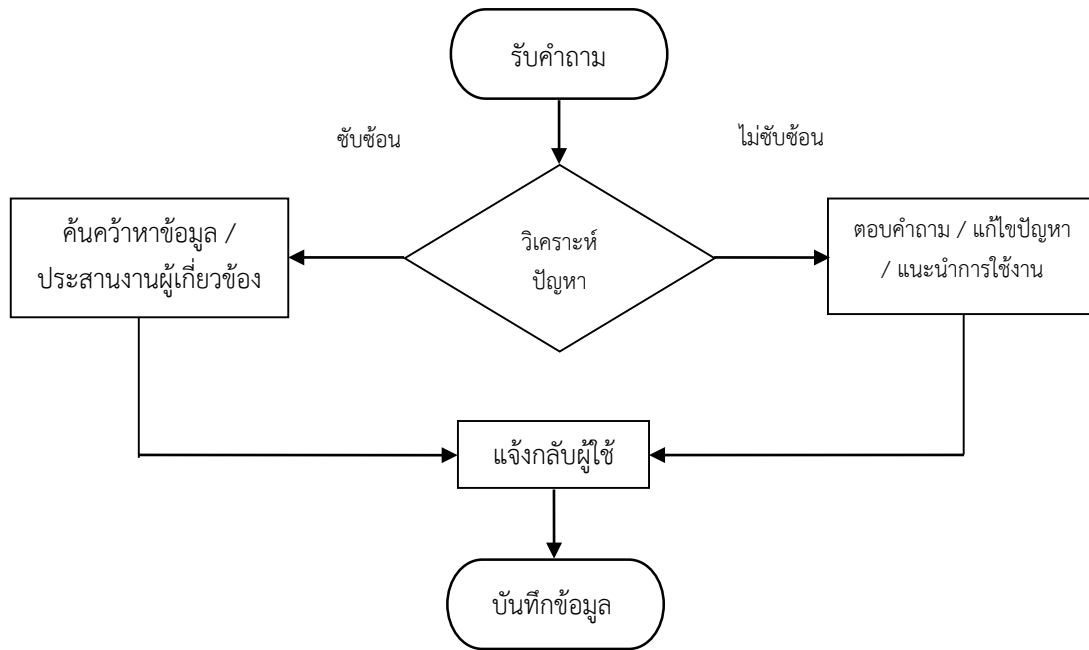 รับคำถาม
ซับซ้อน
ไม่ซับซ้อน
ค้นคว้าหาข้อมูล /
ประสานงานผู้เกี่ยวข้อง
วิเคราะห์
ปัญหา
ตอบคำถาม / แก้ไขปัญหา
/ แนะนำการใช้งาน
แจ้งกลับผู้ใช้
บันทึกข้อมูล